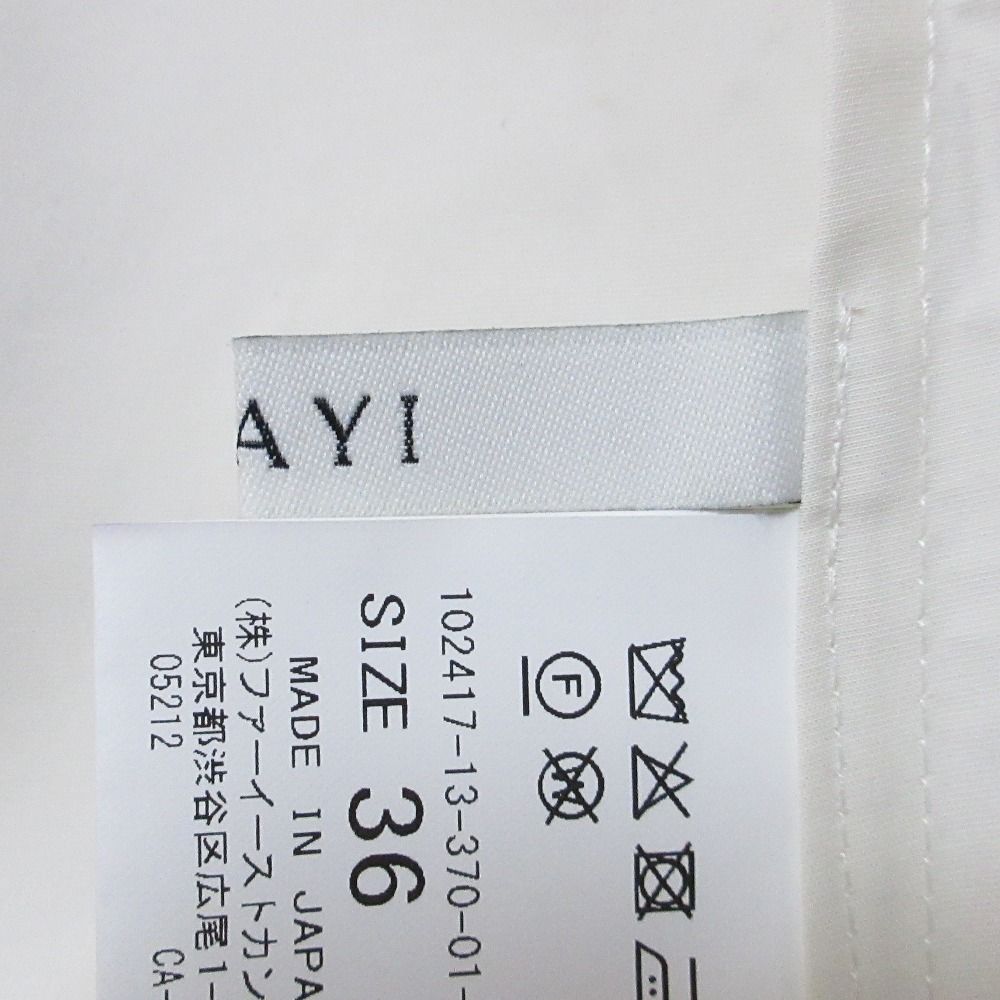 AYI
102417-13-370-01-
SIZE 36
MADE IN JAPA
(株)ファーイーストカン
東京都渋谷区広尾1-
05212 CA-
F
W